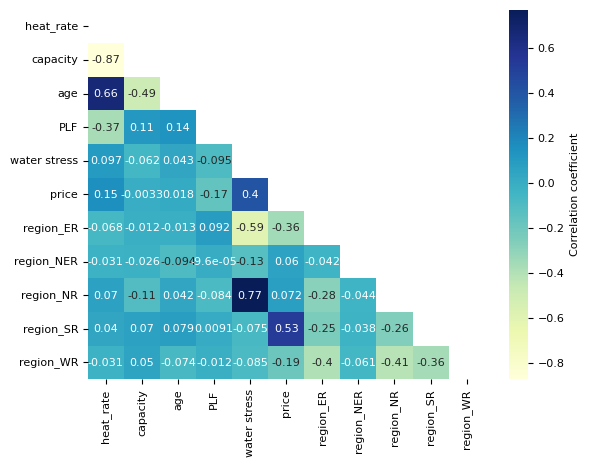 heat_rate
capacity -0.87
age 0.66 -0.49
PLF -0.37 0.11 0.14
water stress 0.097 -0.062 0.043 -0.095
price 0.15 -0.0033 0.018 -0.17 0.4
region_ER -0.068 -0.012 -0.013 0.092 -0.59 -0.36
region_NER -0.031 -0.026 -0.094 9.6e-05 -0.13 0.06 -0.042
region_NR 0.07 -0.11 0.042 -0.084 0.77 0.072 -0.28 -0.044
region_SR 0.04 0.07 0.079 0.0091 -0.075 0.53 -0.25 -0.038 -0.26
region_WR -0.031 0.05 -0.074 -0.012 -0.085 -0.19 -0.4 -0.061 -0.41 -0.36
heat_rate
capacity
age
PLF
water stress
price
region_ER
region_NER
region_NR
region_SR
region_WR
0.6
0.4
0.2
0.0
−0.2
−0.4
−0.6
−0.8
Correlation coefficient